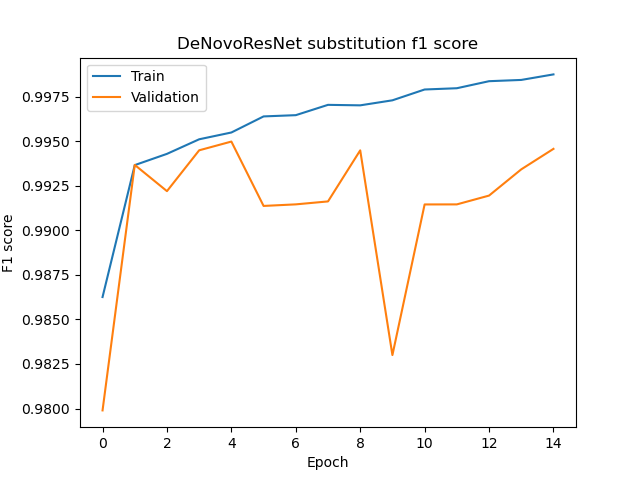 DeNovoResNet substitution f1 score
Train
Validation
F1 score
0.9975
0.9950
0.9925
0.9900
0.9875
0.9850
0.9825
0.9800
0 2 4 6 8 10 12 14
Epoch